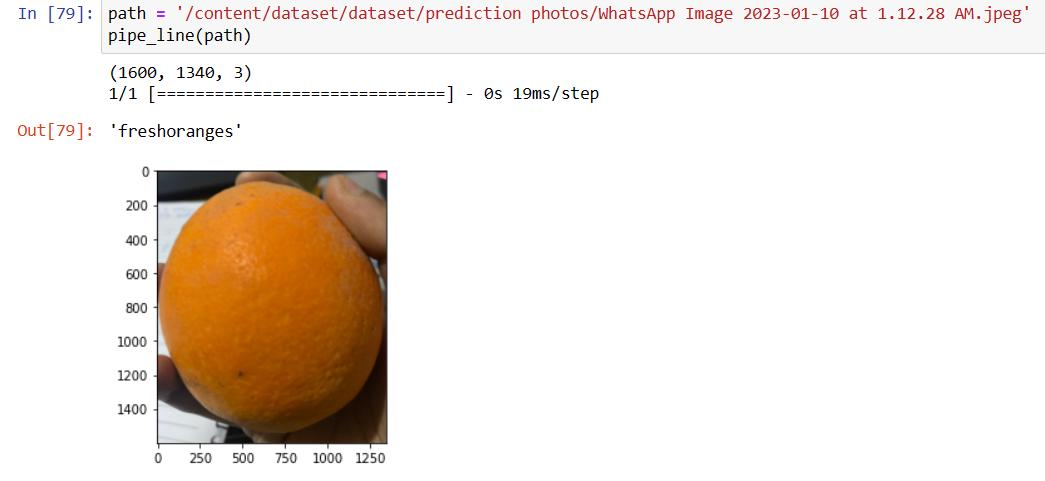 In [79]: path = '/content/dataset/dataset/prediction photos/WhatsApp Image 2023-01-10 at 1.12.28 AM.jpeg'
pipe_line(path)
(1600, 1340, 3)
1/1 [==============================] - 0s 19ms/step
Out[79]: 'freshoranges'
0
200
400
600
800
1000
1200
1400
0 250 500 750 1000 1250